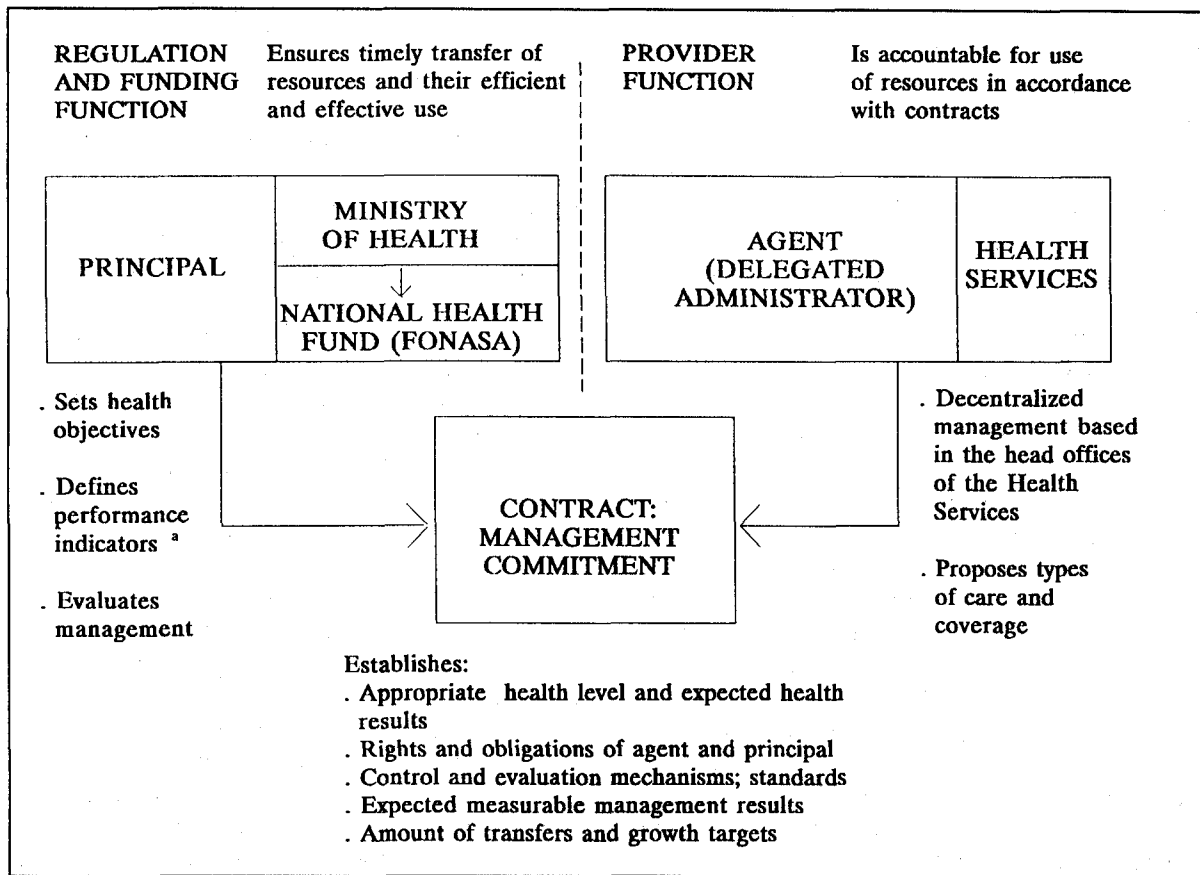 REGULATION
AND FUNDING
FUNCTION
Ensures timely transfer of
resources and their efficient
and effective use
PROVIDER
FUNCTION
Is accountable for use
of resources in accordance
with contracts
PRINCIPAL
MINISTRY
OF HEALTH
NATIONAL HEALTH
FUND (FONASA)
AGENT
(DELEGATED
ADMINISTRATOR)
HEALTH
SERVICES
. Sets health
objectives
. Defines
performance
indicators ª
. Evaluates
management
CONTRACT:
MANAGEMENT
COMMITMENT
. Decentralized
management based
in the head offices
of the Health
Services
. Proposes types
of care and
coverage
Establishes:
. Appropriate health level and expected health
results
. Rights and obligations of agent and principal
. Control and evaluation mechanisms; standards
. Expected measurable management results
. Amount of transfers and growth targets